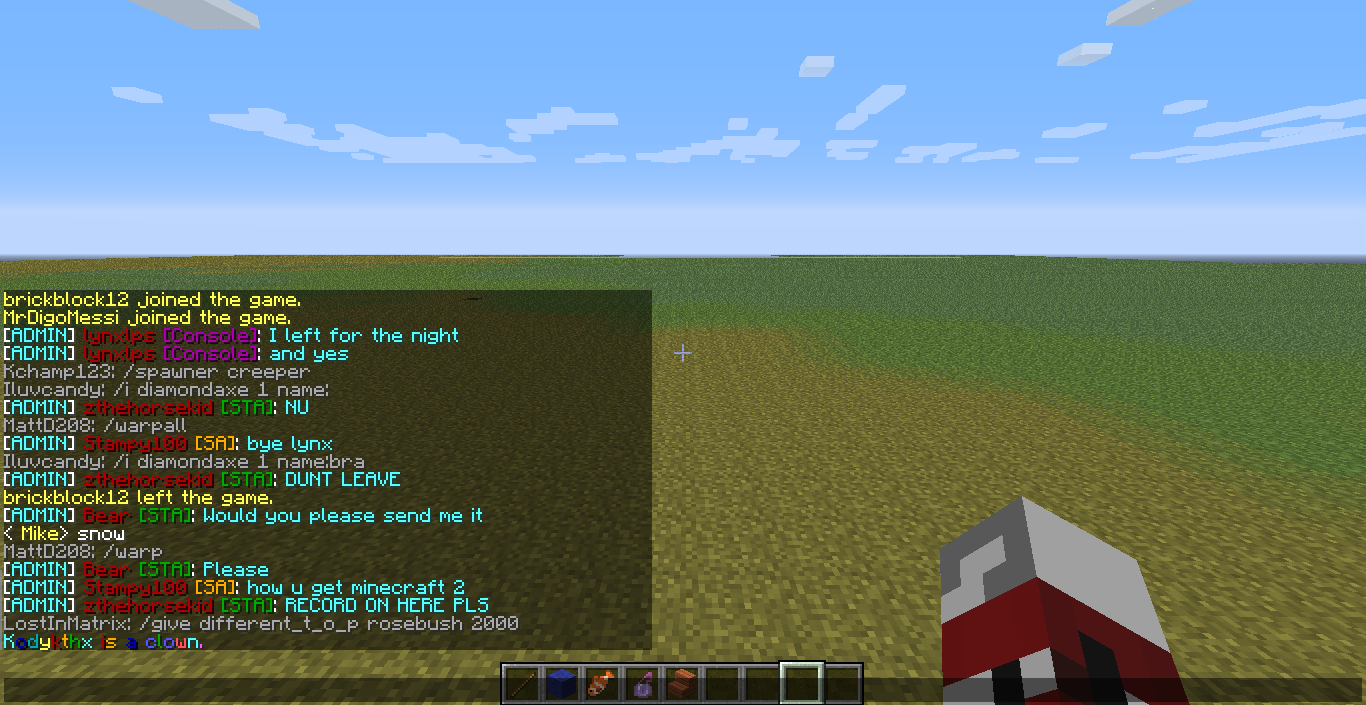 brickblock12 joined the game.
MrDigoMessi joined the game.
[ADMIN] lynxlps [Console]: I left for the night
[ADMIN] lynxlps [Console]: and yes
Kchamp123: /spawner creeper
Iluvcandy: /i diamondaxe 1 name:
[ADMIN] zthehorsekid [STA]: NU
MattD208: /warpall
[ADMIN] Stampy100 [SA]: bye lynx
Iluvcandy: /i diamondaxe 1 name:bra
[ADMIN] zthehorsekid [STA]: DUNT LEAVE
brickblock12 left the game.
[ADMIN] Bear [STA]: Would you please send me it
< Mike> snow
MattD208: /warp
[ADMIN] Bear [STA]: Please
[ADMIN] Stampy100 [SA]: how u get minecraft 2
[ADMIN] zthehorsekid [STA]: RECORD ON HERE PLS
LostInMatrix: /give different_t_o_p rosebush 2000
Kodykthx is a clown.